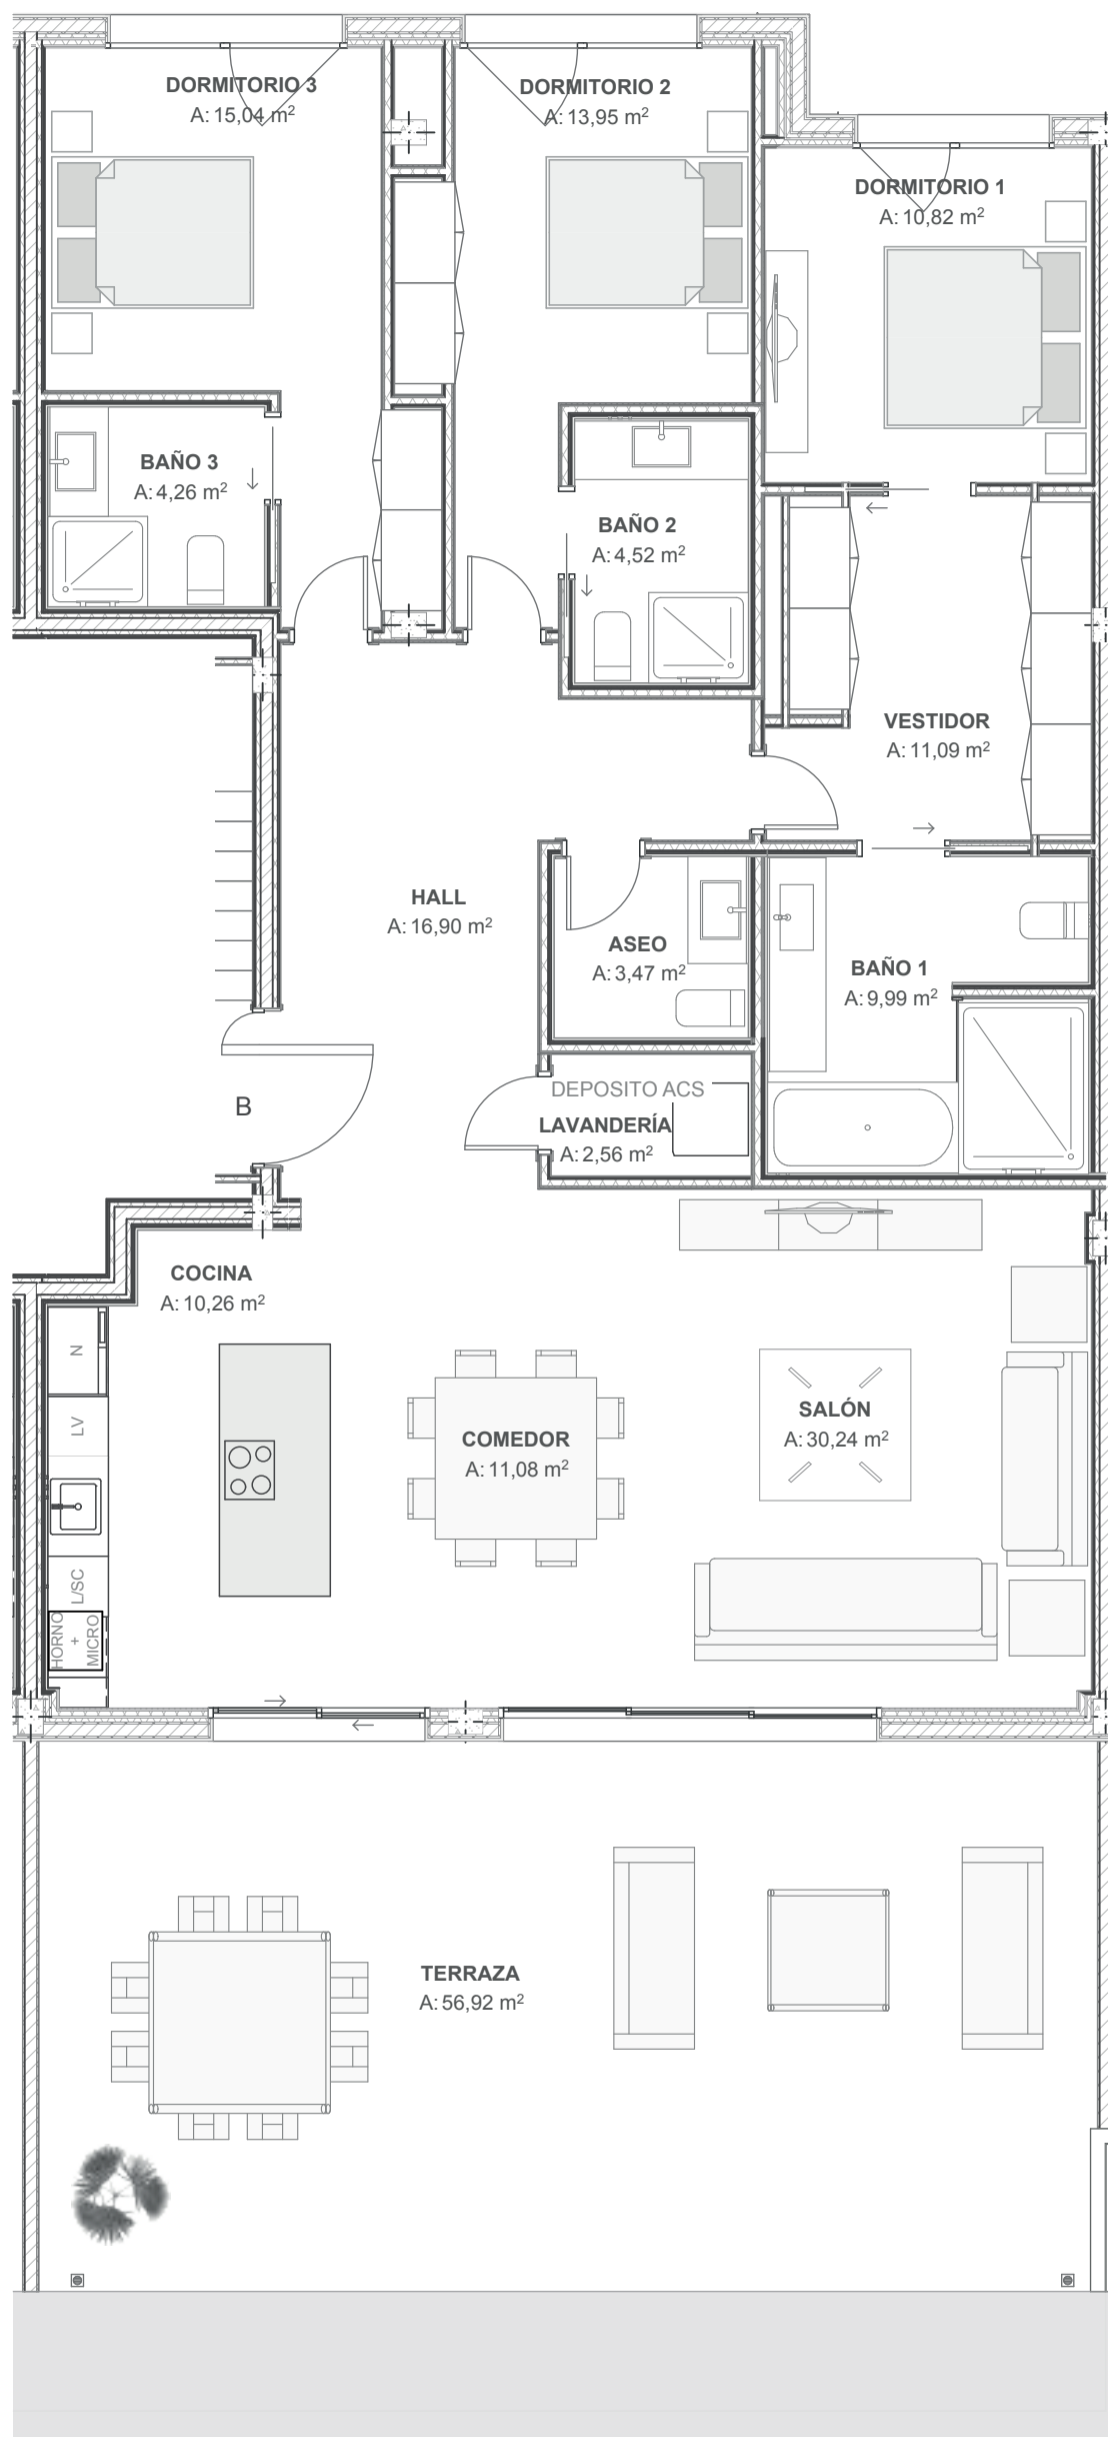 DORMITORIO 3
A: 15,04 m²
DORMITORIO 2
A: 13,95 m²
DORMITORIO 1
A: 10,82 m²
BAÑO 3
A: 4,26 m²
BAÑO 2
A: 4,52 m²
VESTIDOR
A: 11,09 m²
HALL
A: 16,90 m²
ASEO
A: 3,47 m²
BAÑO 1
A: 9,99 m²
B
DEPOSITO ACS
LAVANDERÍA
A: 2,56 m²
COCINA
A: 10,26 m²
N
LV
L/SC
HORNO
+
MICRO
COMEDOR
A: 11,08 m²
SALÓN
A: 30,24 m²
TERRAZA
A: 56,92 m²